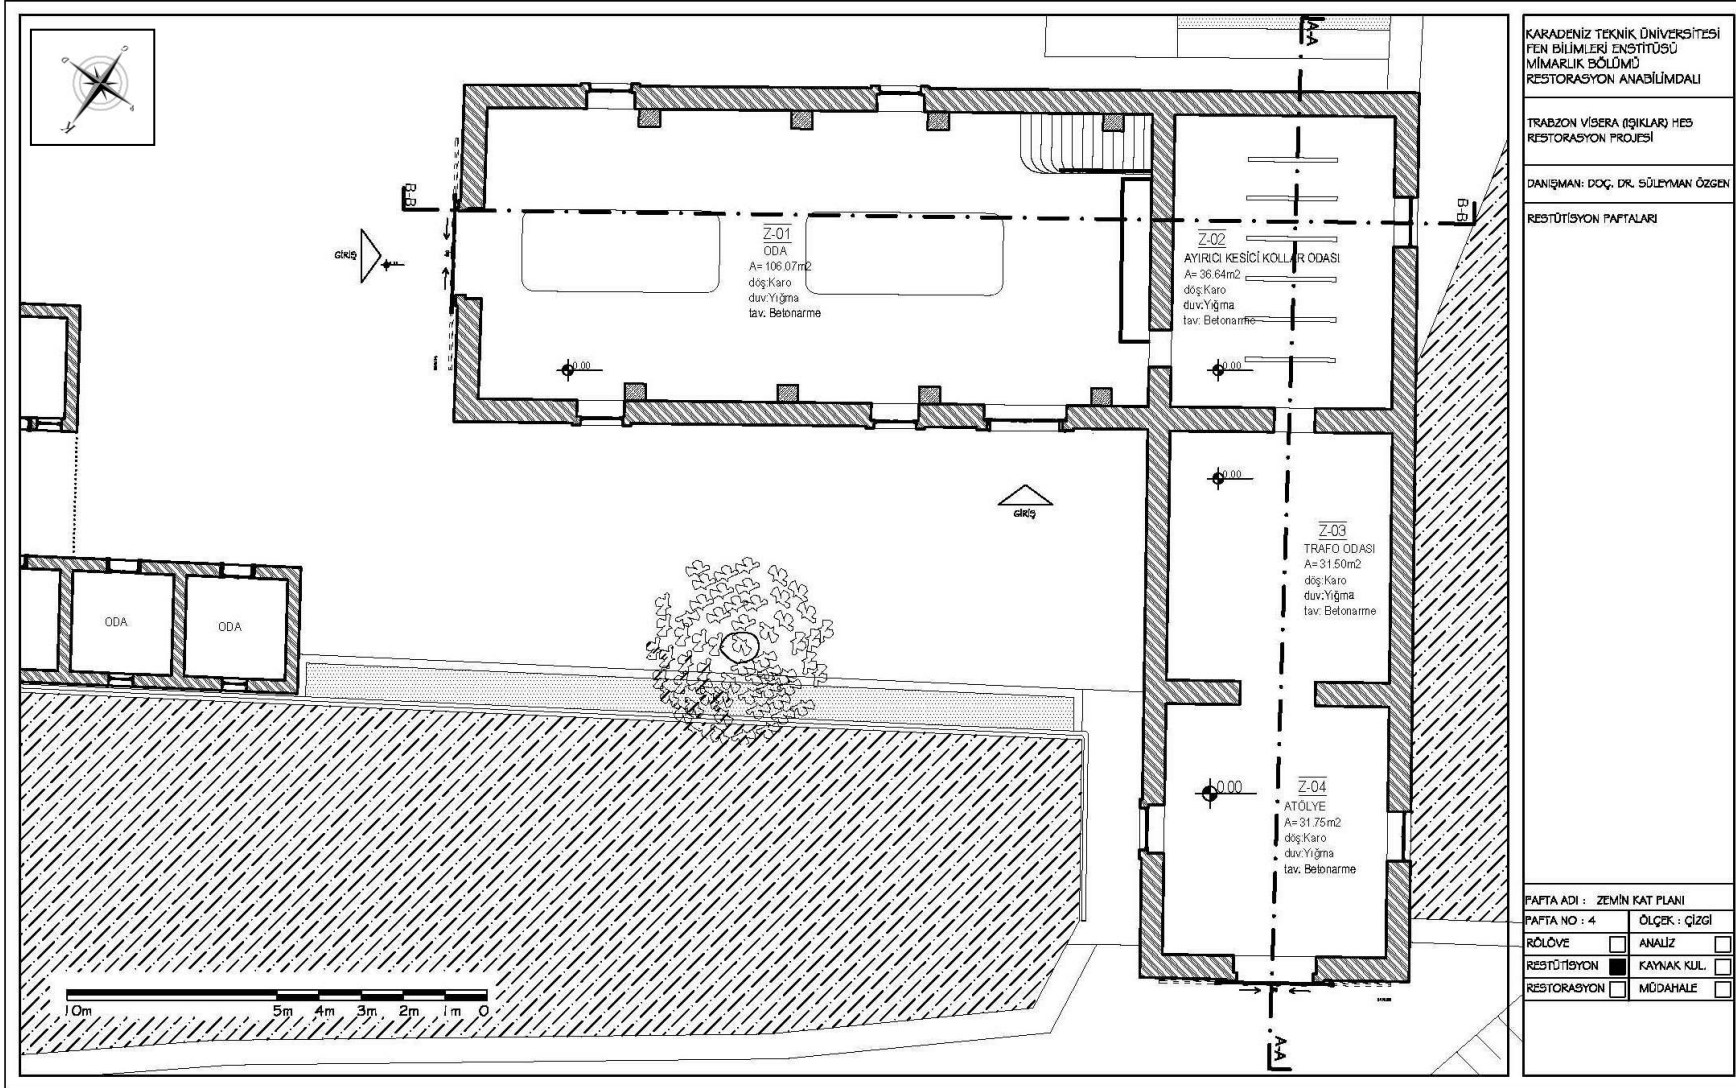 A-A
KARADENİZ TEKNİK ÜNİVERSİTESİ
FEN BİLİMLERİ ENSTİTÜSÜ
MİMARLIK BÖLÜMÜ
RESTORASYON ANABİLİMDALI
TRABZON VİSERA (IŞIKLAR) HES
RESTORASYON PROJESİ
DANIŞMAN: DOÇ. DR. SÜLEYMAN ÖZGEN
RESTÜTİSYON PAFTALARI
K
B-B
B-B
GİRİŞ
Z-01
ODA
A= 106.07m2
döş:Karo
duv:Yığma
tav: Betonarme
Z-02
AYIRICI KESİCİ KOLLAR ODASI
A= 36.64m2
döş:Karo
duv:Yığma
tav: Betonarme
0.00
0.00
0.00
GİRİŞ
Z-03
TRAFO ODASI
A=31.50m2
döş:Karo
duv:Yığma
tav: Betonarme
ODA
ODA
0.00
Z-04
ATÖLYE
A=31.75m2
döş:Karo
duv:Yığma
tav: Betonarme
10m 5m 4m 3m 2m 1m 0
A-A
PAFTA ADI : ZEMİN KAT PLANI
PAFTA NO : 4 ÖLÇEK : ÇİZGİ
RÖLÖVE ANALİZ
RESTÜTİSYON KAYNAK KUL.
RESTORASYON MÜDAHALE